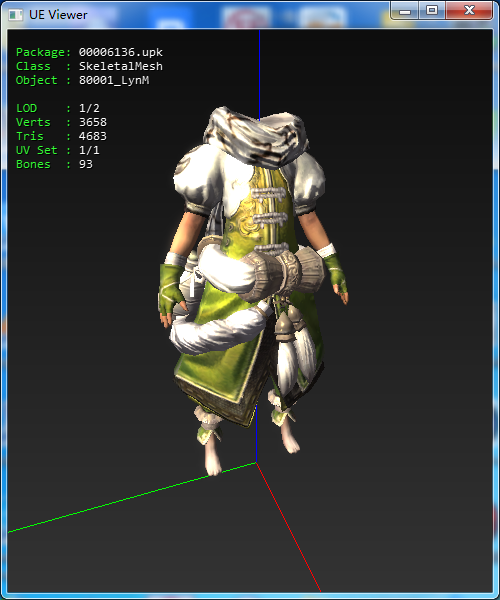 UE Viewer
Package: 00006136.upk
Class : SkeletalMesh
Object : 80001_LynM
LOD : 1/2
Verts : 3658
Tris : 4683
UV Set : 1/1
Bones : 93